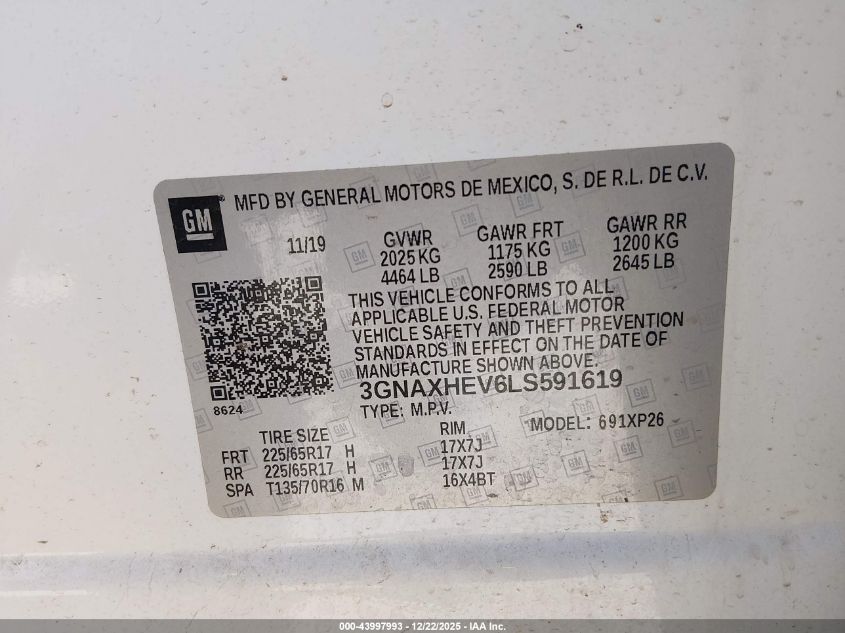 GM ® MFD BY GENERAL MOTORS DE MEXICO, S. DE R.L. DE C.V.
11/19 GVWR GAWR FRT GAWR RR
2025 KG 1175 KG 1200 KG
4464 LB 2590 LB 2645 LB
THIS VEHICLE CONFORMS TO ALL
APPLICABLE U.S. FEDERAL MOTOR
VEHICLE SAFETY AND THEFT PREVENTION
STANDARDS IN EFFECT ON THE DATE OF
MANUFACTURE SHOWN ABOVE.
8624 3GNAXHEV6LS591619
TYPE: M.P.V. MODEL: 691XP26
TIRE SIZE RIM
FRT 225/65R17 H 17X7J
RR 225/65R17 H 17X7J
SPA T135/70R16 M 16X4BT
000-43997993 - 12/22/2025 - IAA Inc.